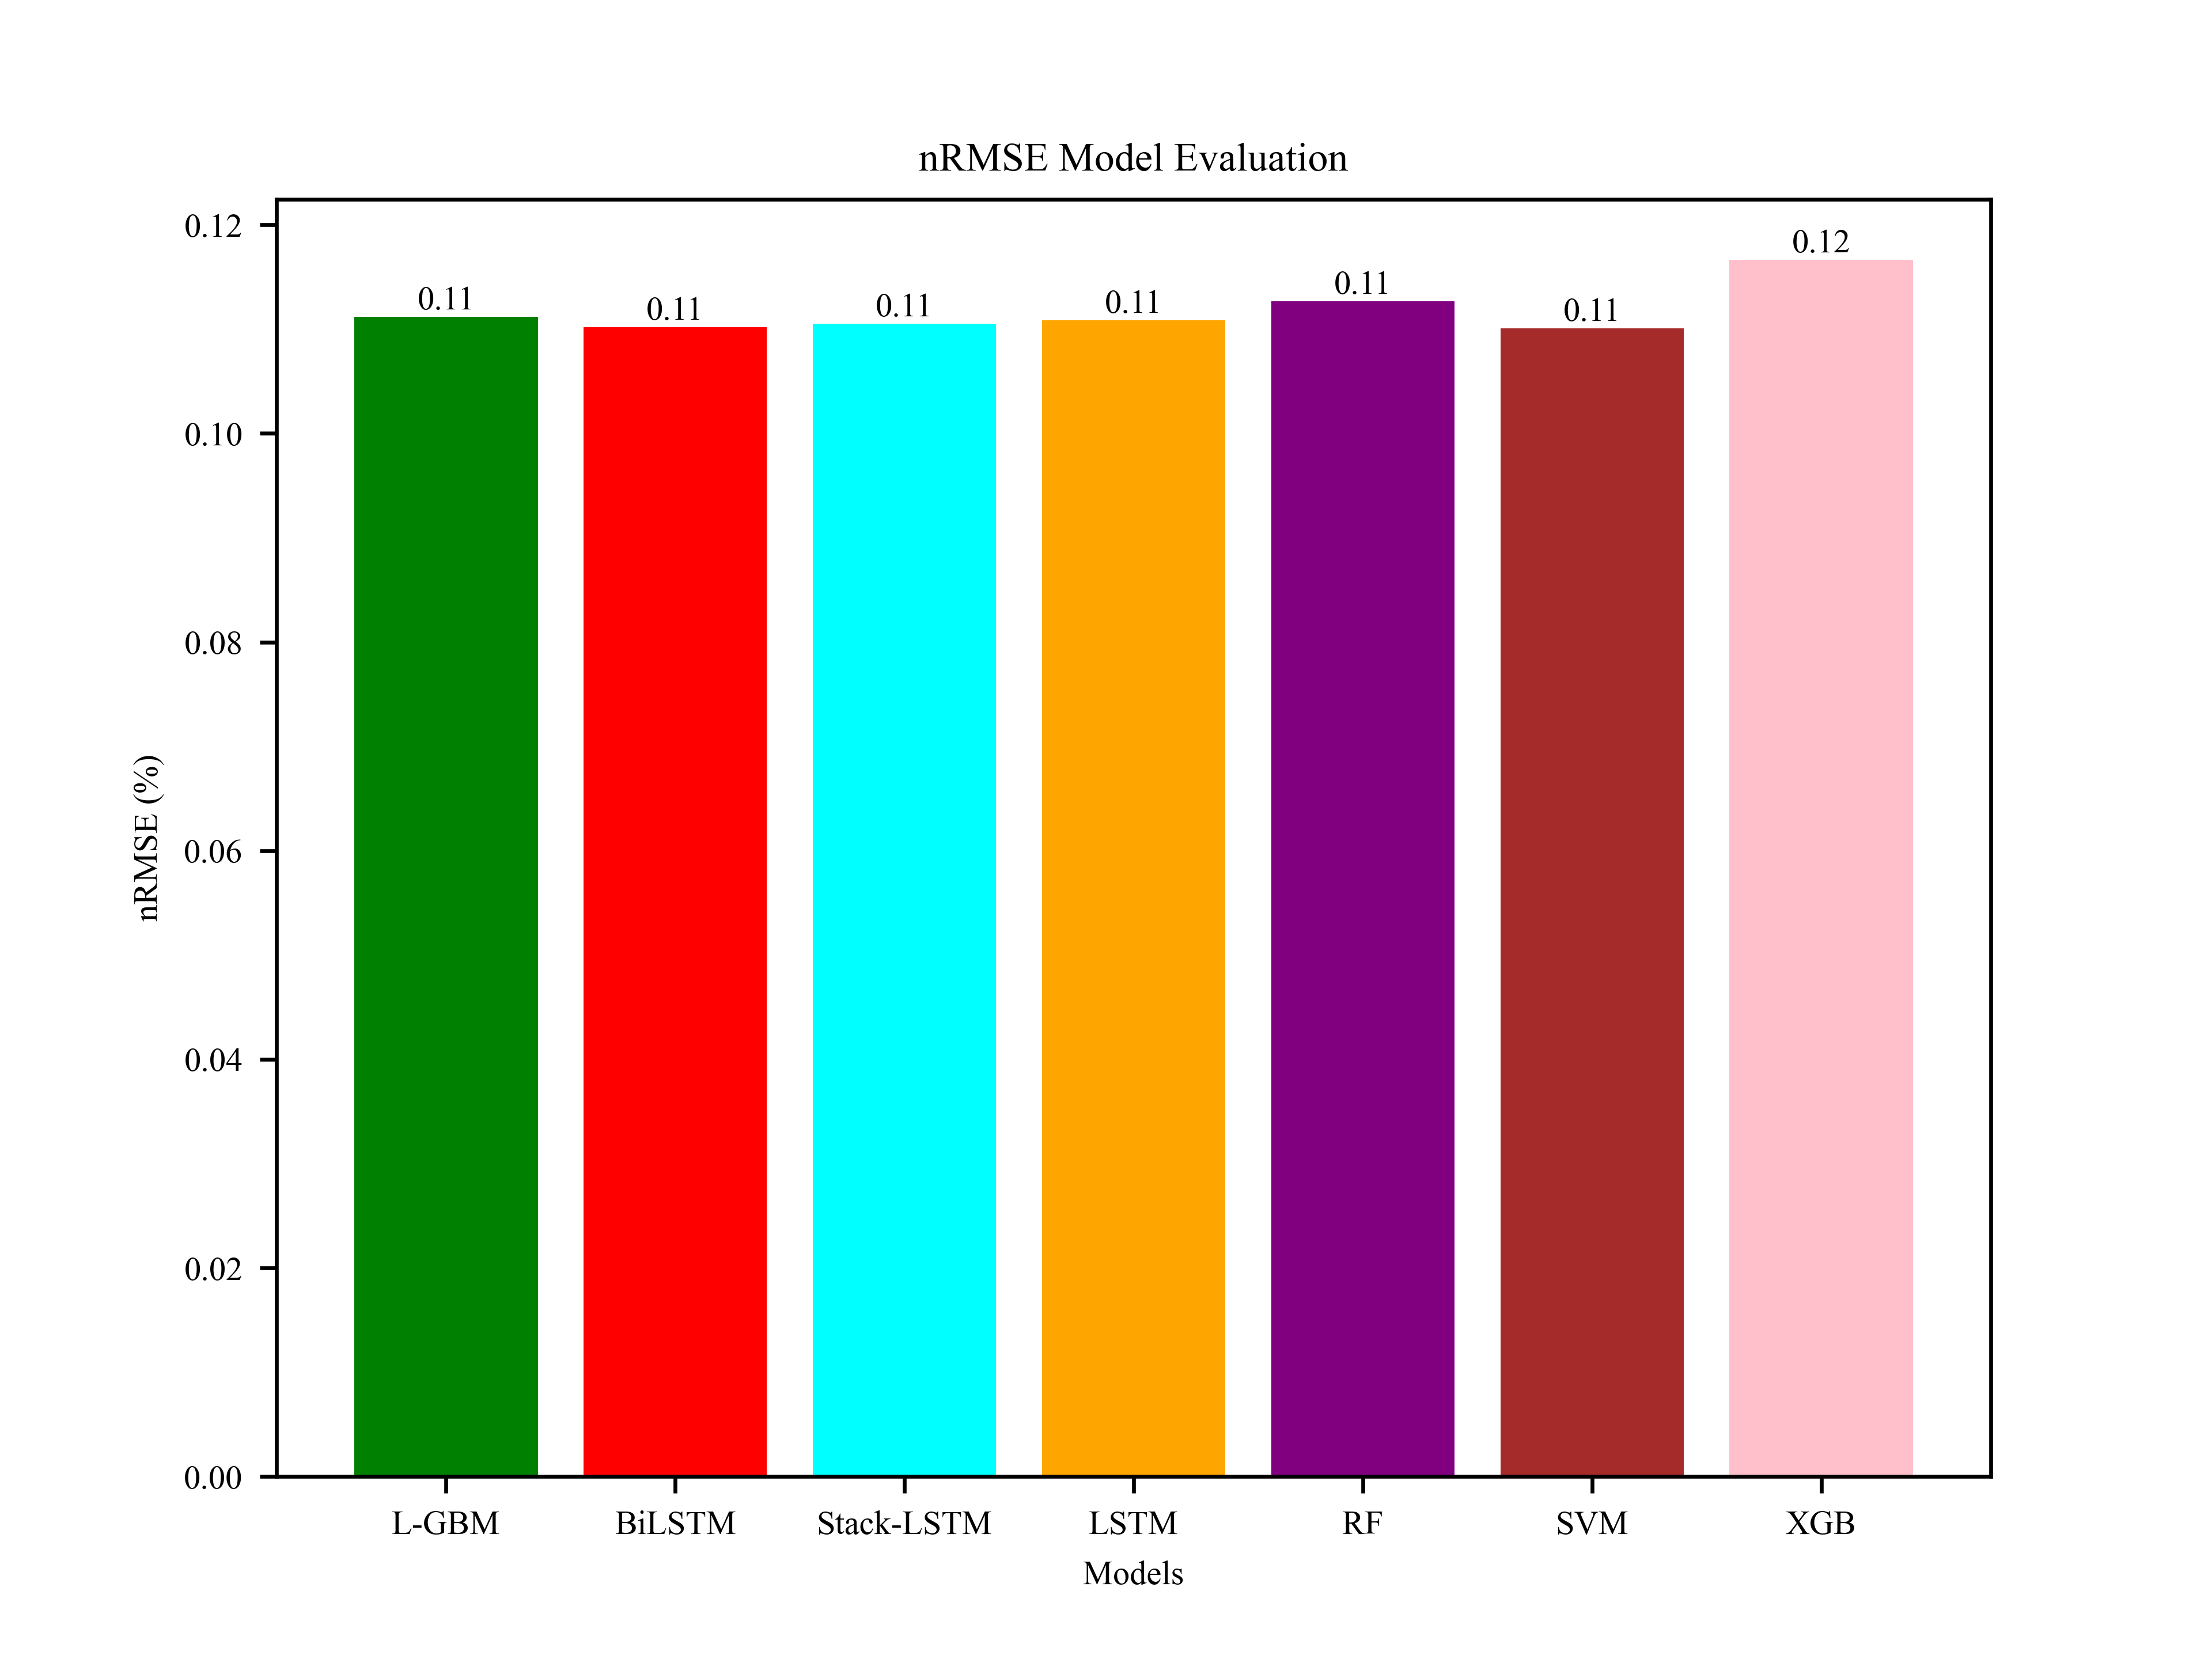 nRMSE Model Evaluation
0.12
0.10
0.08
0.06
0.04
0.02
0.00
nRMSE (%)
0.11
0.11
0.11
0.11
0.11
0.11
0.12
L-GBM
BiLSTM
Stack-LSTM
LSTM
RF
SVM
XGB
Models